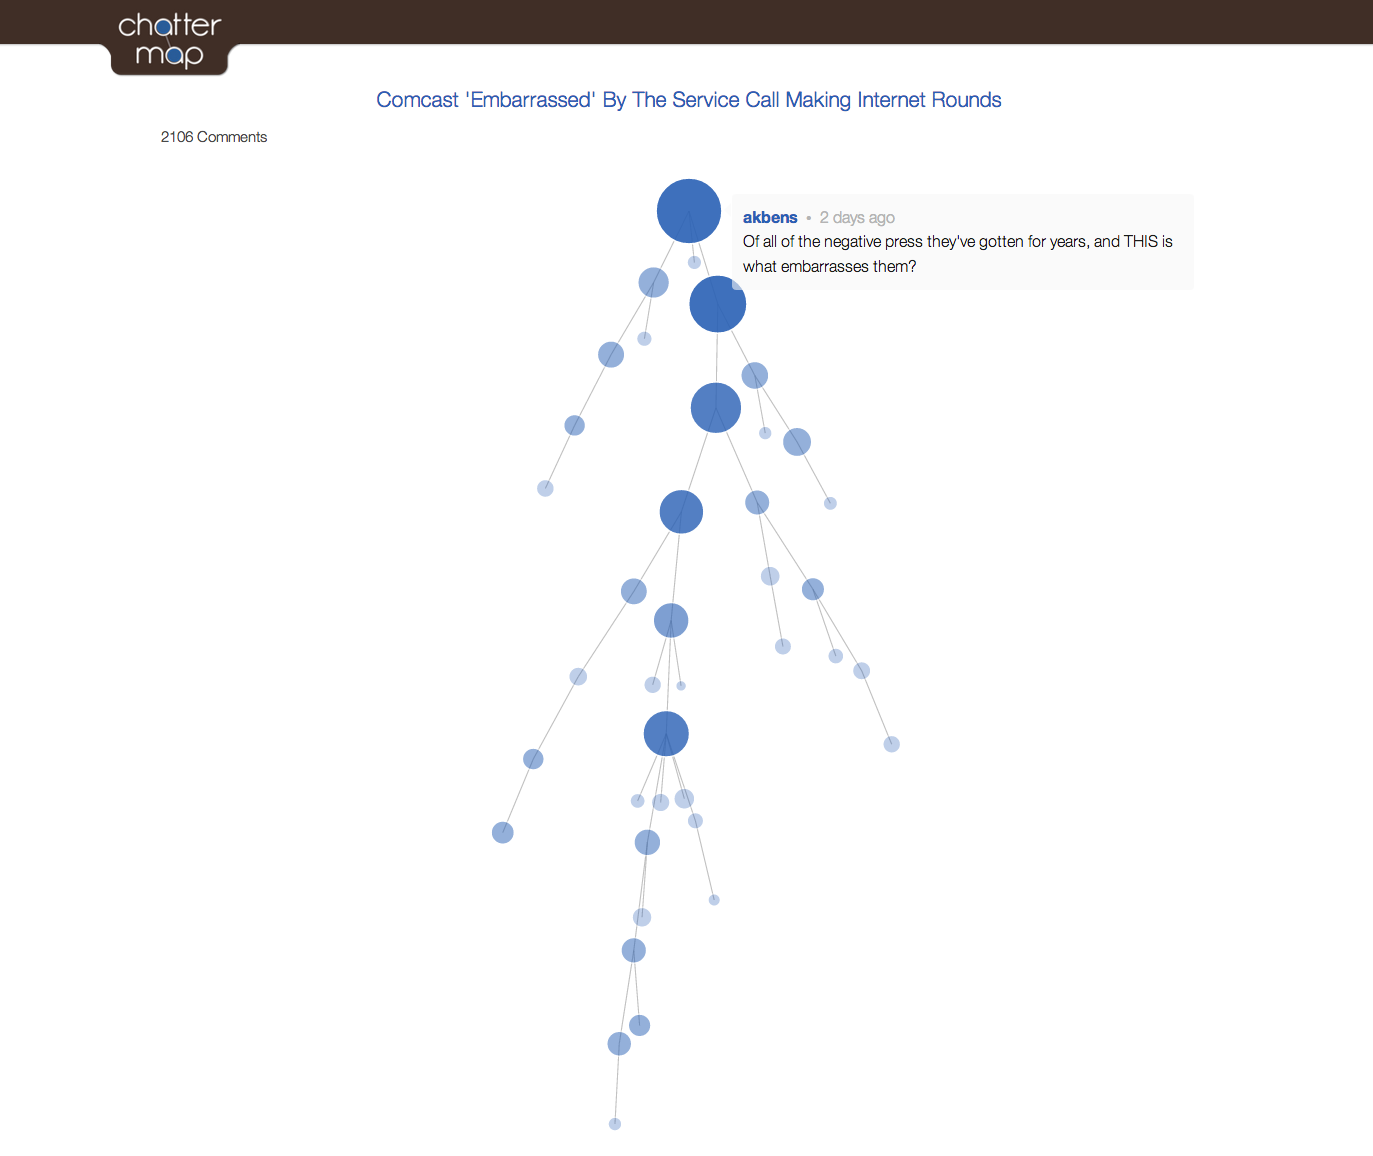 chatter
map
Comcast 'Embarrassed' By The Service Call Making Internet Rounds
2106 Comments
akbens • 2 days ago
Of all of the negative press they've gotten for years, and THIS is
what embarrasses them?